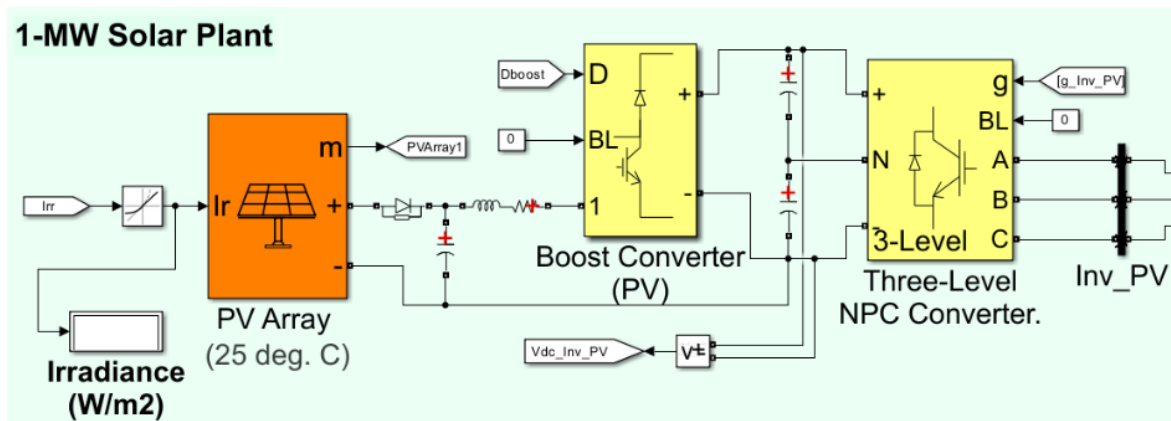 1-MW Solar Plant
Dboost
D
+
BL
0
1
-
Boost Converter
(PV)
g
[g_Inv_PV]
BL
0
+
N
-
A
B
C
3-Level
Three-Level
NPC Converter.
Inv_PV
m
PVArray1
Irr
Ir
+
-
PV Array
(25 deg. C)
Irradiance
(W/m2)
Vdc_Inv_PV
v
+
-